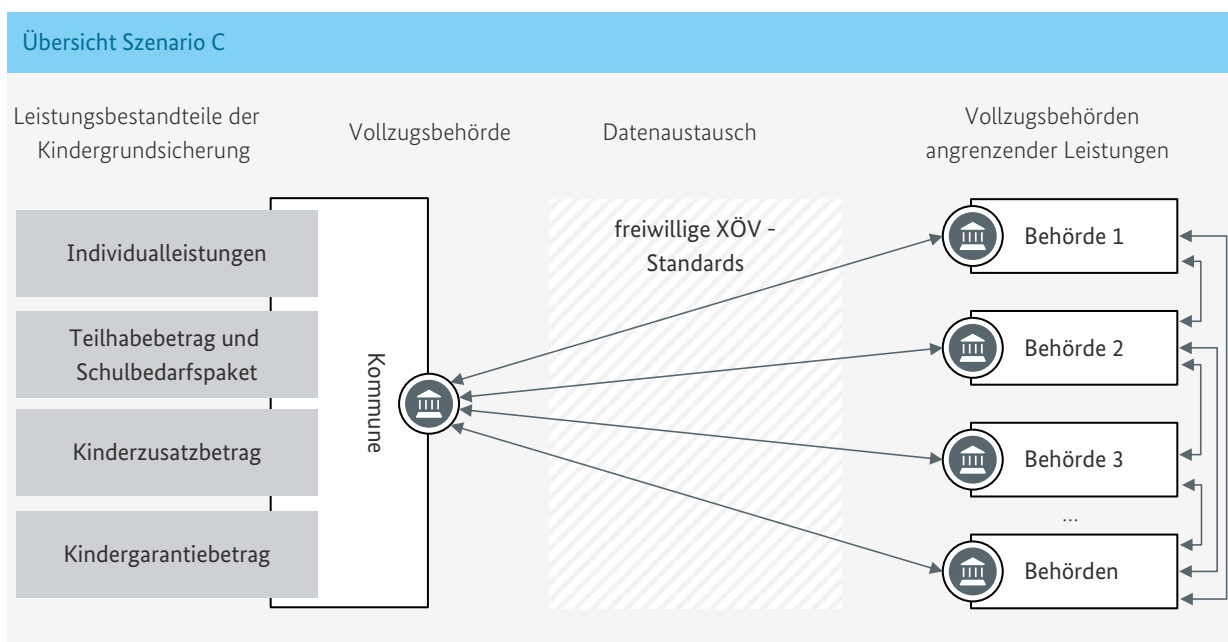 Übersicht Szenario C
Leistungsbestandteile der
Kindergrundsicherung
Vollzugsbehörde
Datenaustausch
Vollzugsbehörden
angrenzender Leistungen
Individualleistungen
Teilhabebetrag und
Schulbedarfspaket
Kinderzusatzbetrag
Kindergarantiebetrag
Kommune
freiwillige XÖV -
Standards
Behörde 1
Behörde 2
Behörde 3
...
Behörden